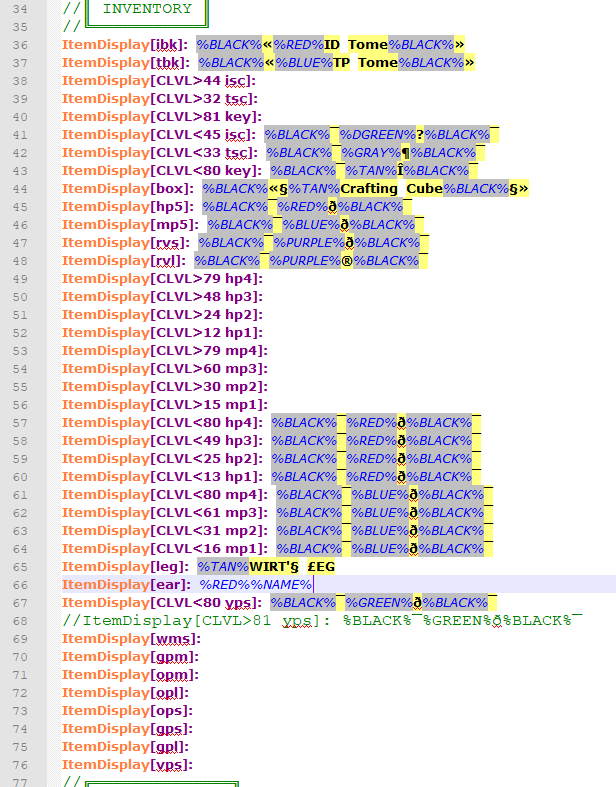 34 // ║ INVENTORY ║
35 // ╚═══════════╝
36 ItemDisplay[ibk]: %BLACK%«%RED%ID Tome%BLACK%»
37 ItemDisplay[tbk]: %BLACK%«%BLUE%TP Tome%BLACK%»
38 ItemDisplay[CLVL>44 isc]:
39 ItemDisplay[CLVL>32 tsc]:
40 ItemDisplay[CLVL>81 key]:
41 ItemDisplay[CLVL<45 isc]: %BLACK%¯%DGREEN%?%BLACK%¯
42 ItemDisplay[CLVL<33 tsc]: %BLACK%¯%GRAY%¶%BLACK%¯
43 ItemDisplay[CLVL<80 key]: %BLACK%¯%TAN%Î%BLACK%¯
44 ItemDisplay[box]: %BLACK%«§%TAN%Crafting Cube%BLACK%§»
45 ItemDisplay[hp5]: %BLACK%¯%RED%ð%BLACK%¯
46 ItemDisplay[mp5]: %BLACK%¯%BLUE%ð%BLACK%¯
47 ItemDisplay[rvs]: %BLACK%¯%PURPLE%ð%BLACK%¯
48 ItemDisplay[rvl]: %BLACK%¯%PURPLE%®%BLACK%¯
49 ItemDisplay[CLVL>79 hp4]:
50 ItemDisplay[CLVL>48 hp3]:
51 ItemDisplay[CLVL>24 hp2]:
52 ItemDisplay[CLVL>12 hp1]:
53 ItemDisplay[CLVL>79 mp4]:
54 ItemDisplay[CLVL>60 mp3]:
55 ItemDisplay[CLVL>30 mp2]:
56 ItemDisplay[CLVL>15 mp1]:
57 ItemDisplay[CLVL<80 hp4]: %BLACK%¯%RED%ð%BLACK%¯
58 ItemDisplay[CLVL<49 hp3]: %BLACK%¯%RED%ð%BLACK%¯
59 ItemDisplay[CLVL<25 hp2]: %BLACK%¯%RED%ð%BLACK%¯
60 ItemDisplay[CLVL<13 hp1]: %BLACK%¯%RED%ð%BLACK%¯
61 ItemDisplay[CLVL<80 mp4]: %BLACK%¯%BLUE%ð%BLACK%¯
62 ItemDisplay[CLVL<61 mp3]: %BLACK%¯%BLUE%ð%BLACK%¯
63 ItemDisplay[CLVL<31 mp2]: %BLACK%¯%BLUE%ð%BLACK%¯
64 ItemDisplay[CLVL<16 mp1]: %BLACK%¯%BLUE%ð%BLACK%¯
65 ItemDisplay[leg]: %TAN%WIRT'§ £EG
66 ItemDisplay[ear]: %RED%%NAME%
67 ItemDisplay[CLVL<80 yps]: %BLACK%¯%GREEN%ð%BLACK%¯
68 //ItemDisplay[CLVL>81 yps]: %BLACK%¯%GREEN%ð%BLACK%¯
69 ItemDisplay[wms]:
70 ItemDisplay[gpm]:
71 ItemDisplay[opm]:
72 ItemDisplay[opl]:
73 ItemDisplay[ops]:
74 ItemDisplay[gps]:
75 ItemDisplay[gpl]:
76 ItemDisplay[vps]:
77 // ╔═══════════════╗